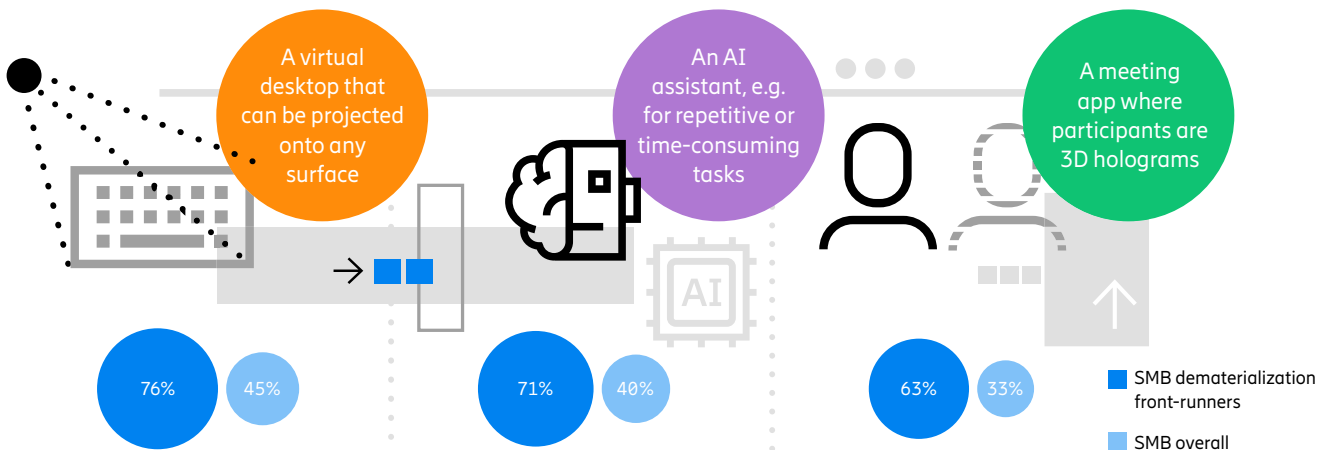 A virtual
desktop that
can be projected
onto any
surface
An AI
assistant, e.g.
for repetitive or
time-consuming
tasks
A meeting
app where
participants are
3D holograms
AI
76%
45%
71%
40%
63%
33%
SMB dematerialization
front-runners
SMB overall